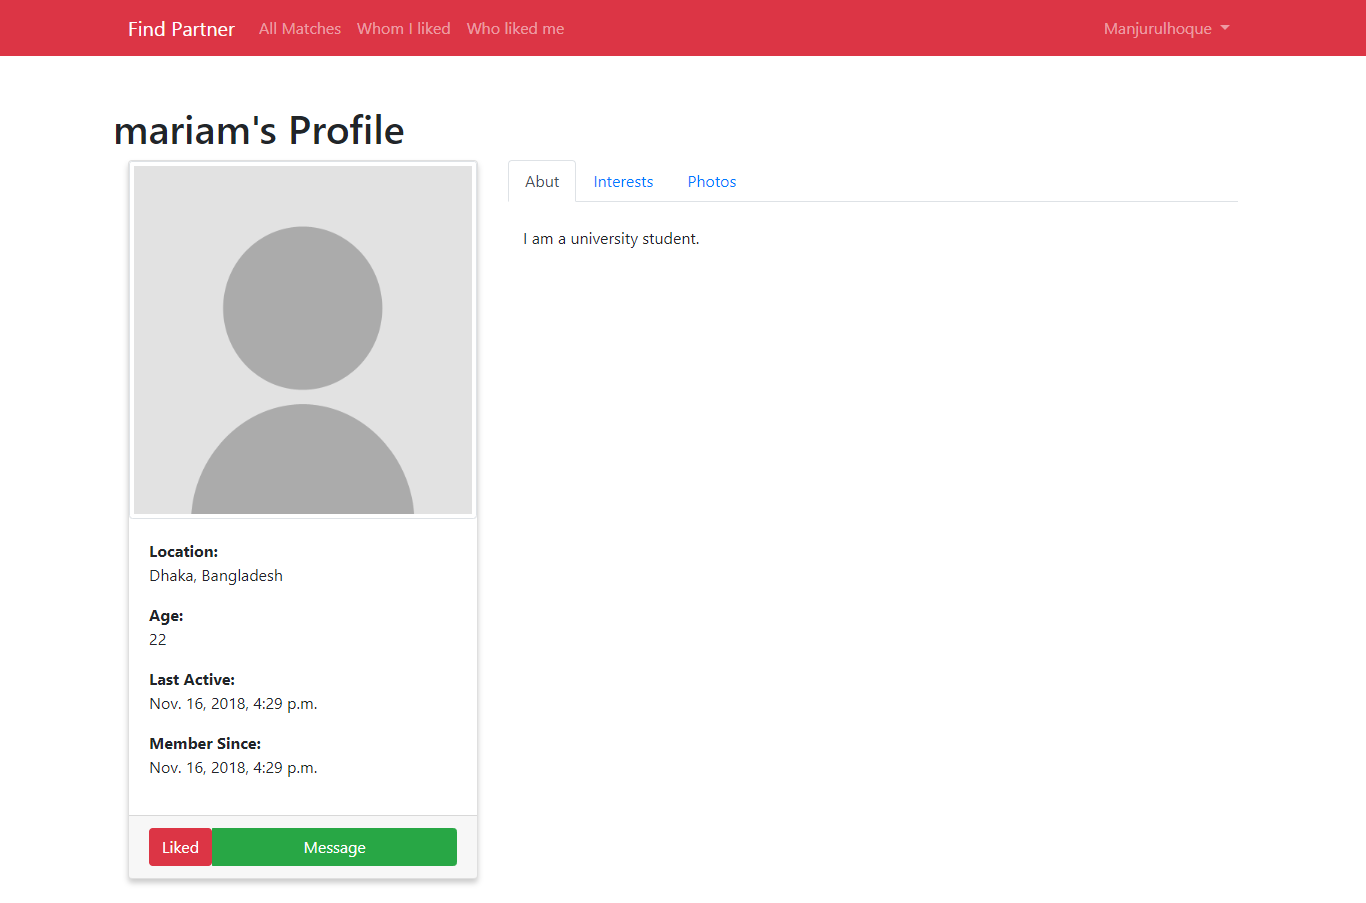 Find Partner All Matches Whom I liked Who liked me Manjurulhoque
mariam's Profile
Abut Interests Photos
I am a university student.
Location:
Dhaka, Bangladesh
Age:
22
Last Active:
Nov. 16, 2018, 4:29 p.m.
Member Since:
Nov. 16, 2018, 4:29 p.m.
Liked Message